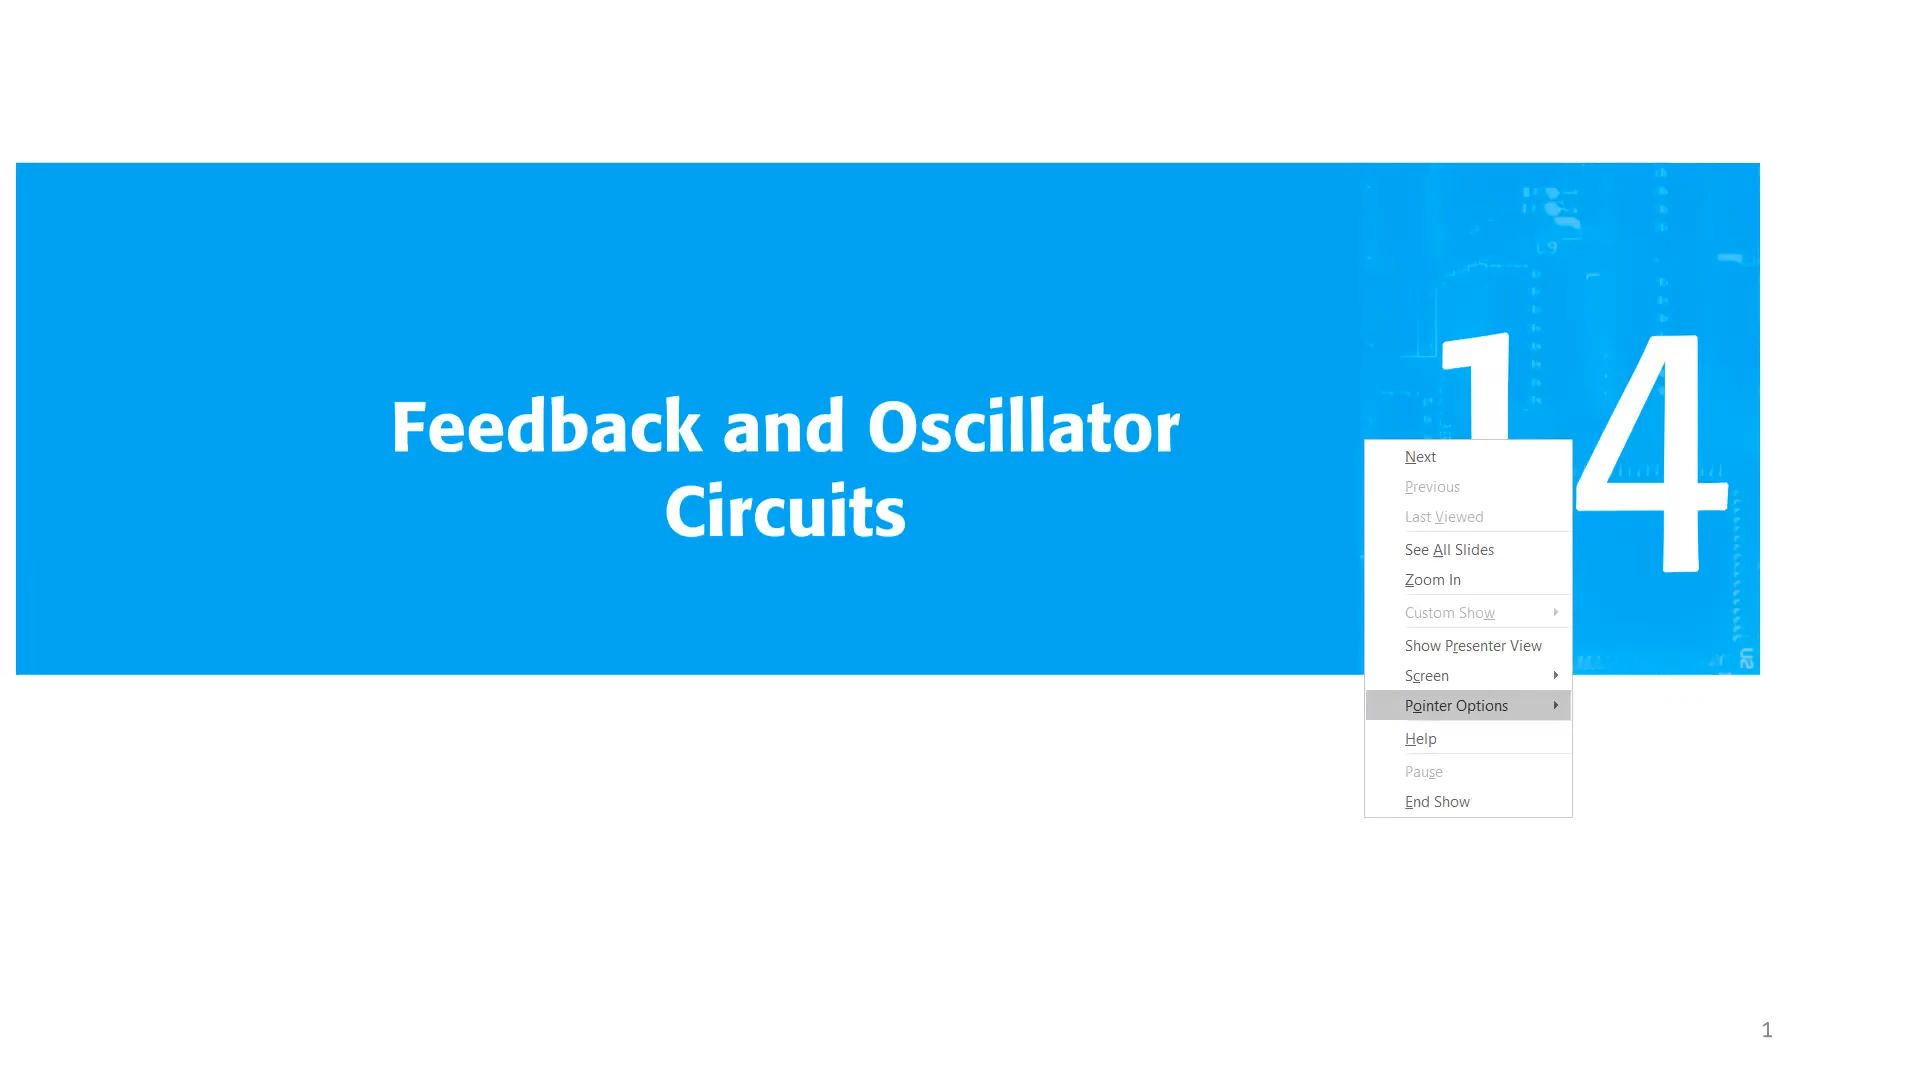 Feedback and Oscillator
Circuits
14
Next
Previous
Last Viewed
See All Slides
Zoom In
Custom Show
Show Presenter View
Screen
Pointer Options
Help
Pause
End Show
1